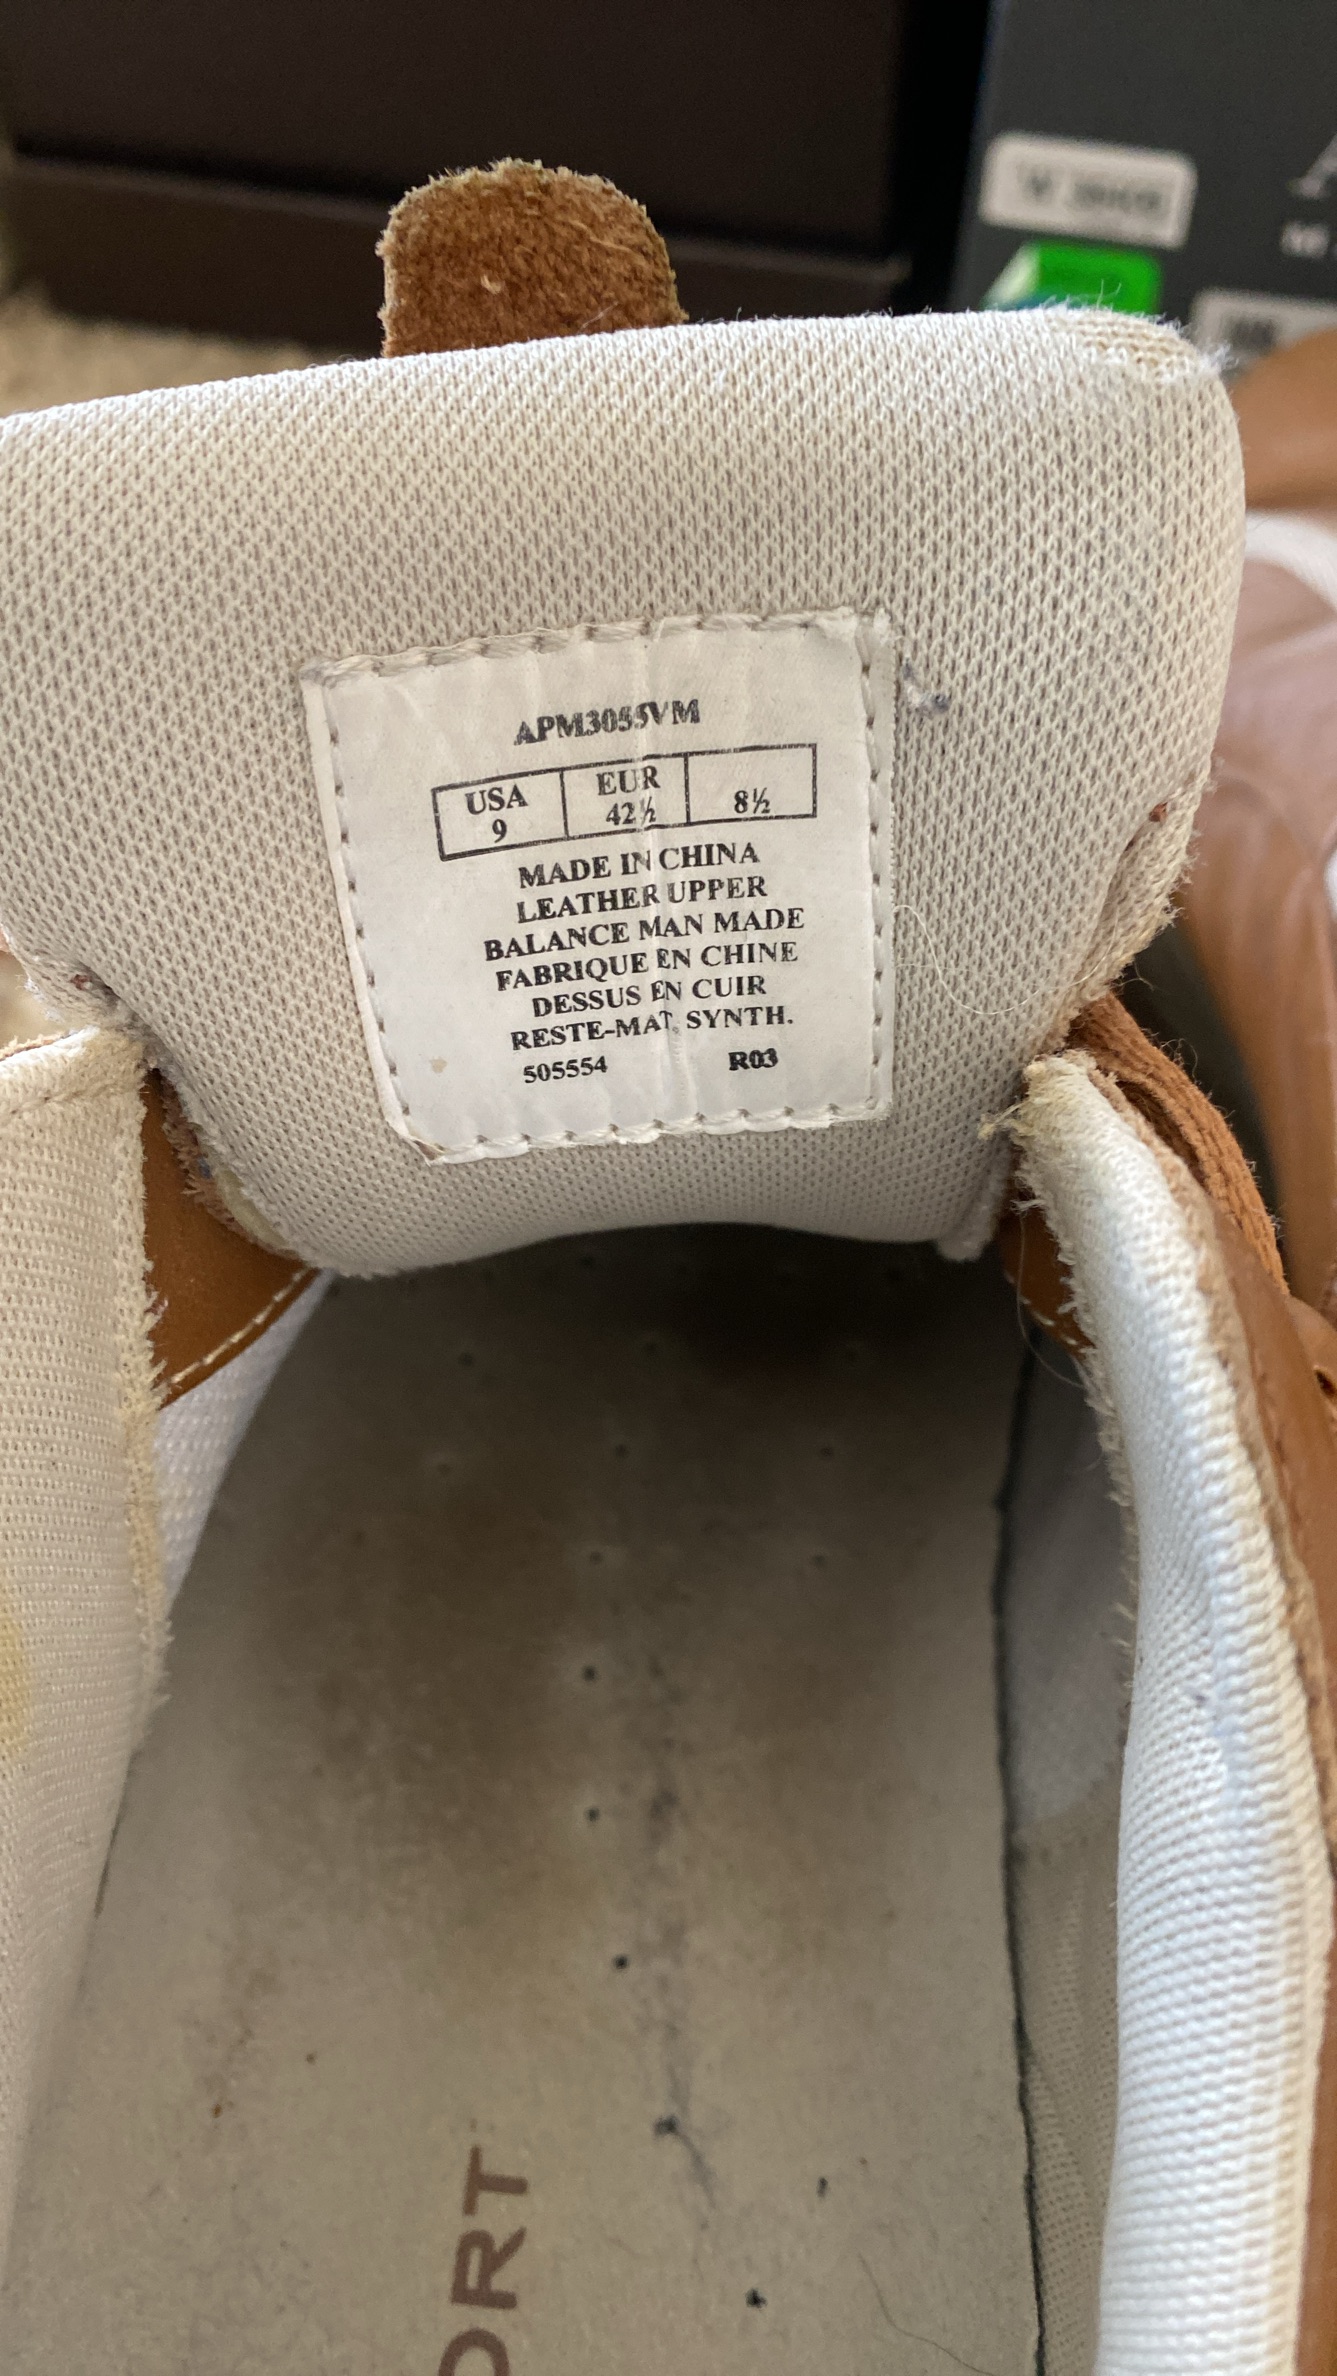 APM3055VM
USA EUR
9 42½ 8½
MADE IN CHINA
LEATHER UPPER
BALANCE MAN MADE
FABRIQUE EN CHINE
DESSUS EN CUIR
RESTE-MAT. SYNTH.
505554 R03
ORT